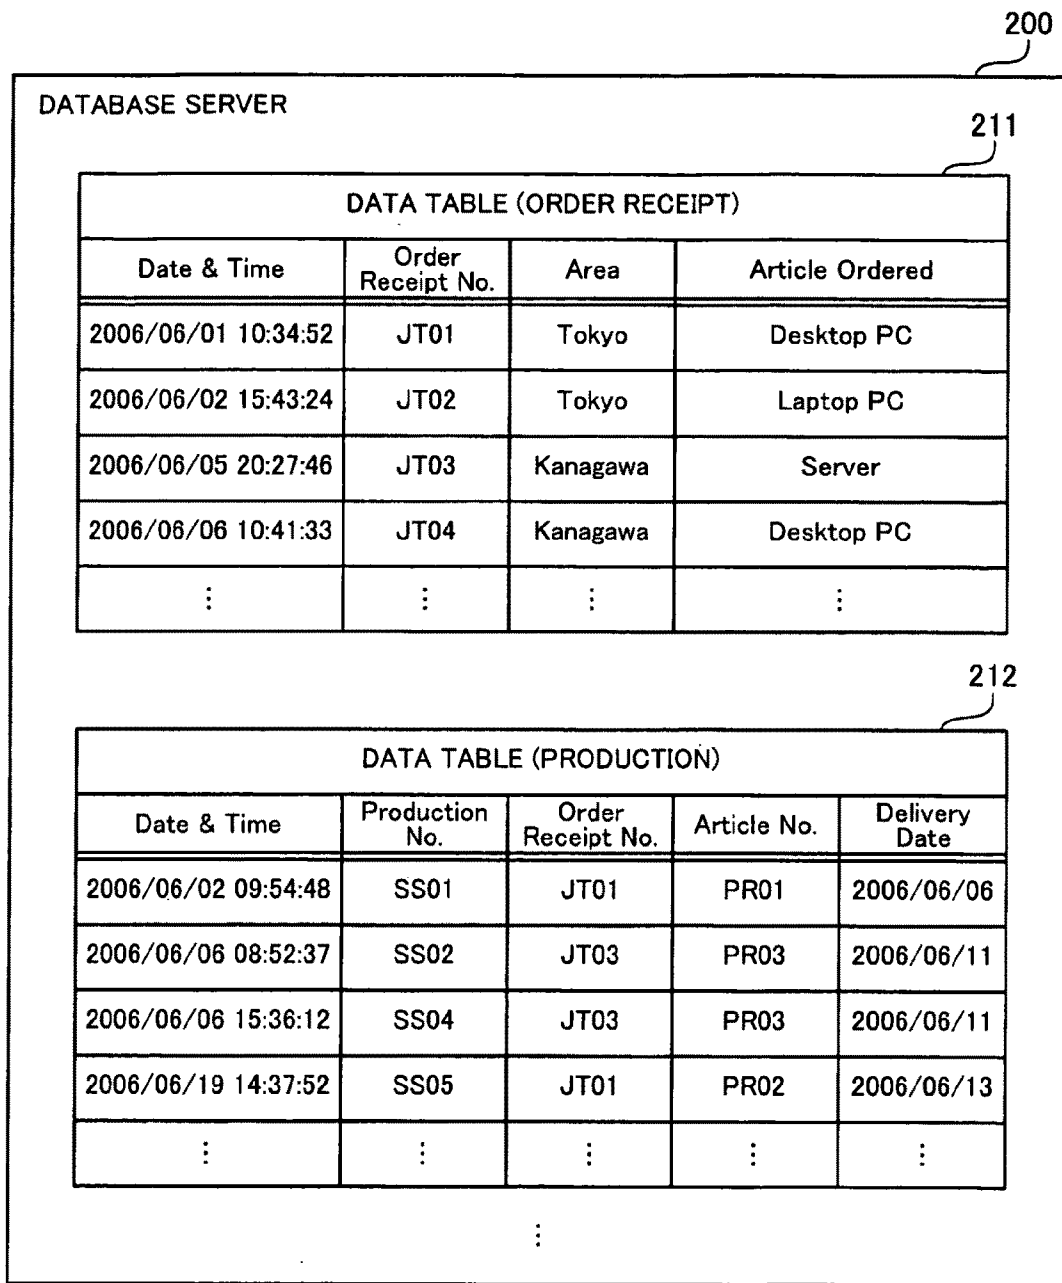 200
DATABASE SERVER
211
DATA TABLE (ORDER RECEIPT)
Date & Time Order Receipt No. Area Article Ordered
2006/06/01 10:34:52 JT01 Tokyo Desktop PC
2006/06/02 15:43:24 JT02 Tokyo Laptop PC
2006/06/05 20:27:46 JT03 Kanagawa Server
2006/06/06 10:41:33 JT04 Kanagawa Desktop PC
⋮ ⋮ ⋮ ⋮
212
DATA TABLE (PRODUCTION)
Date & Time Production No. Order Receipt No. Article No. Delivery Date
2006/06/02 09:54:48 SS01 JT01 PR01 2006/06/06
2006/06/06 08:52:37 SS02 JT03 PR03 2006/06/11
2006/06/06 15:36:12 SS04 JT03 PR03 2006/06/11
2006/06/19 14:37:52 SS05 JT01 PR02 2006/06/13
⋮ ⋮ ⋮ ⋮ ⋮
⋮